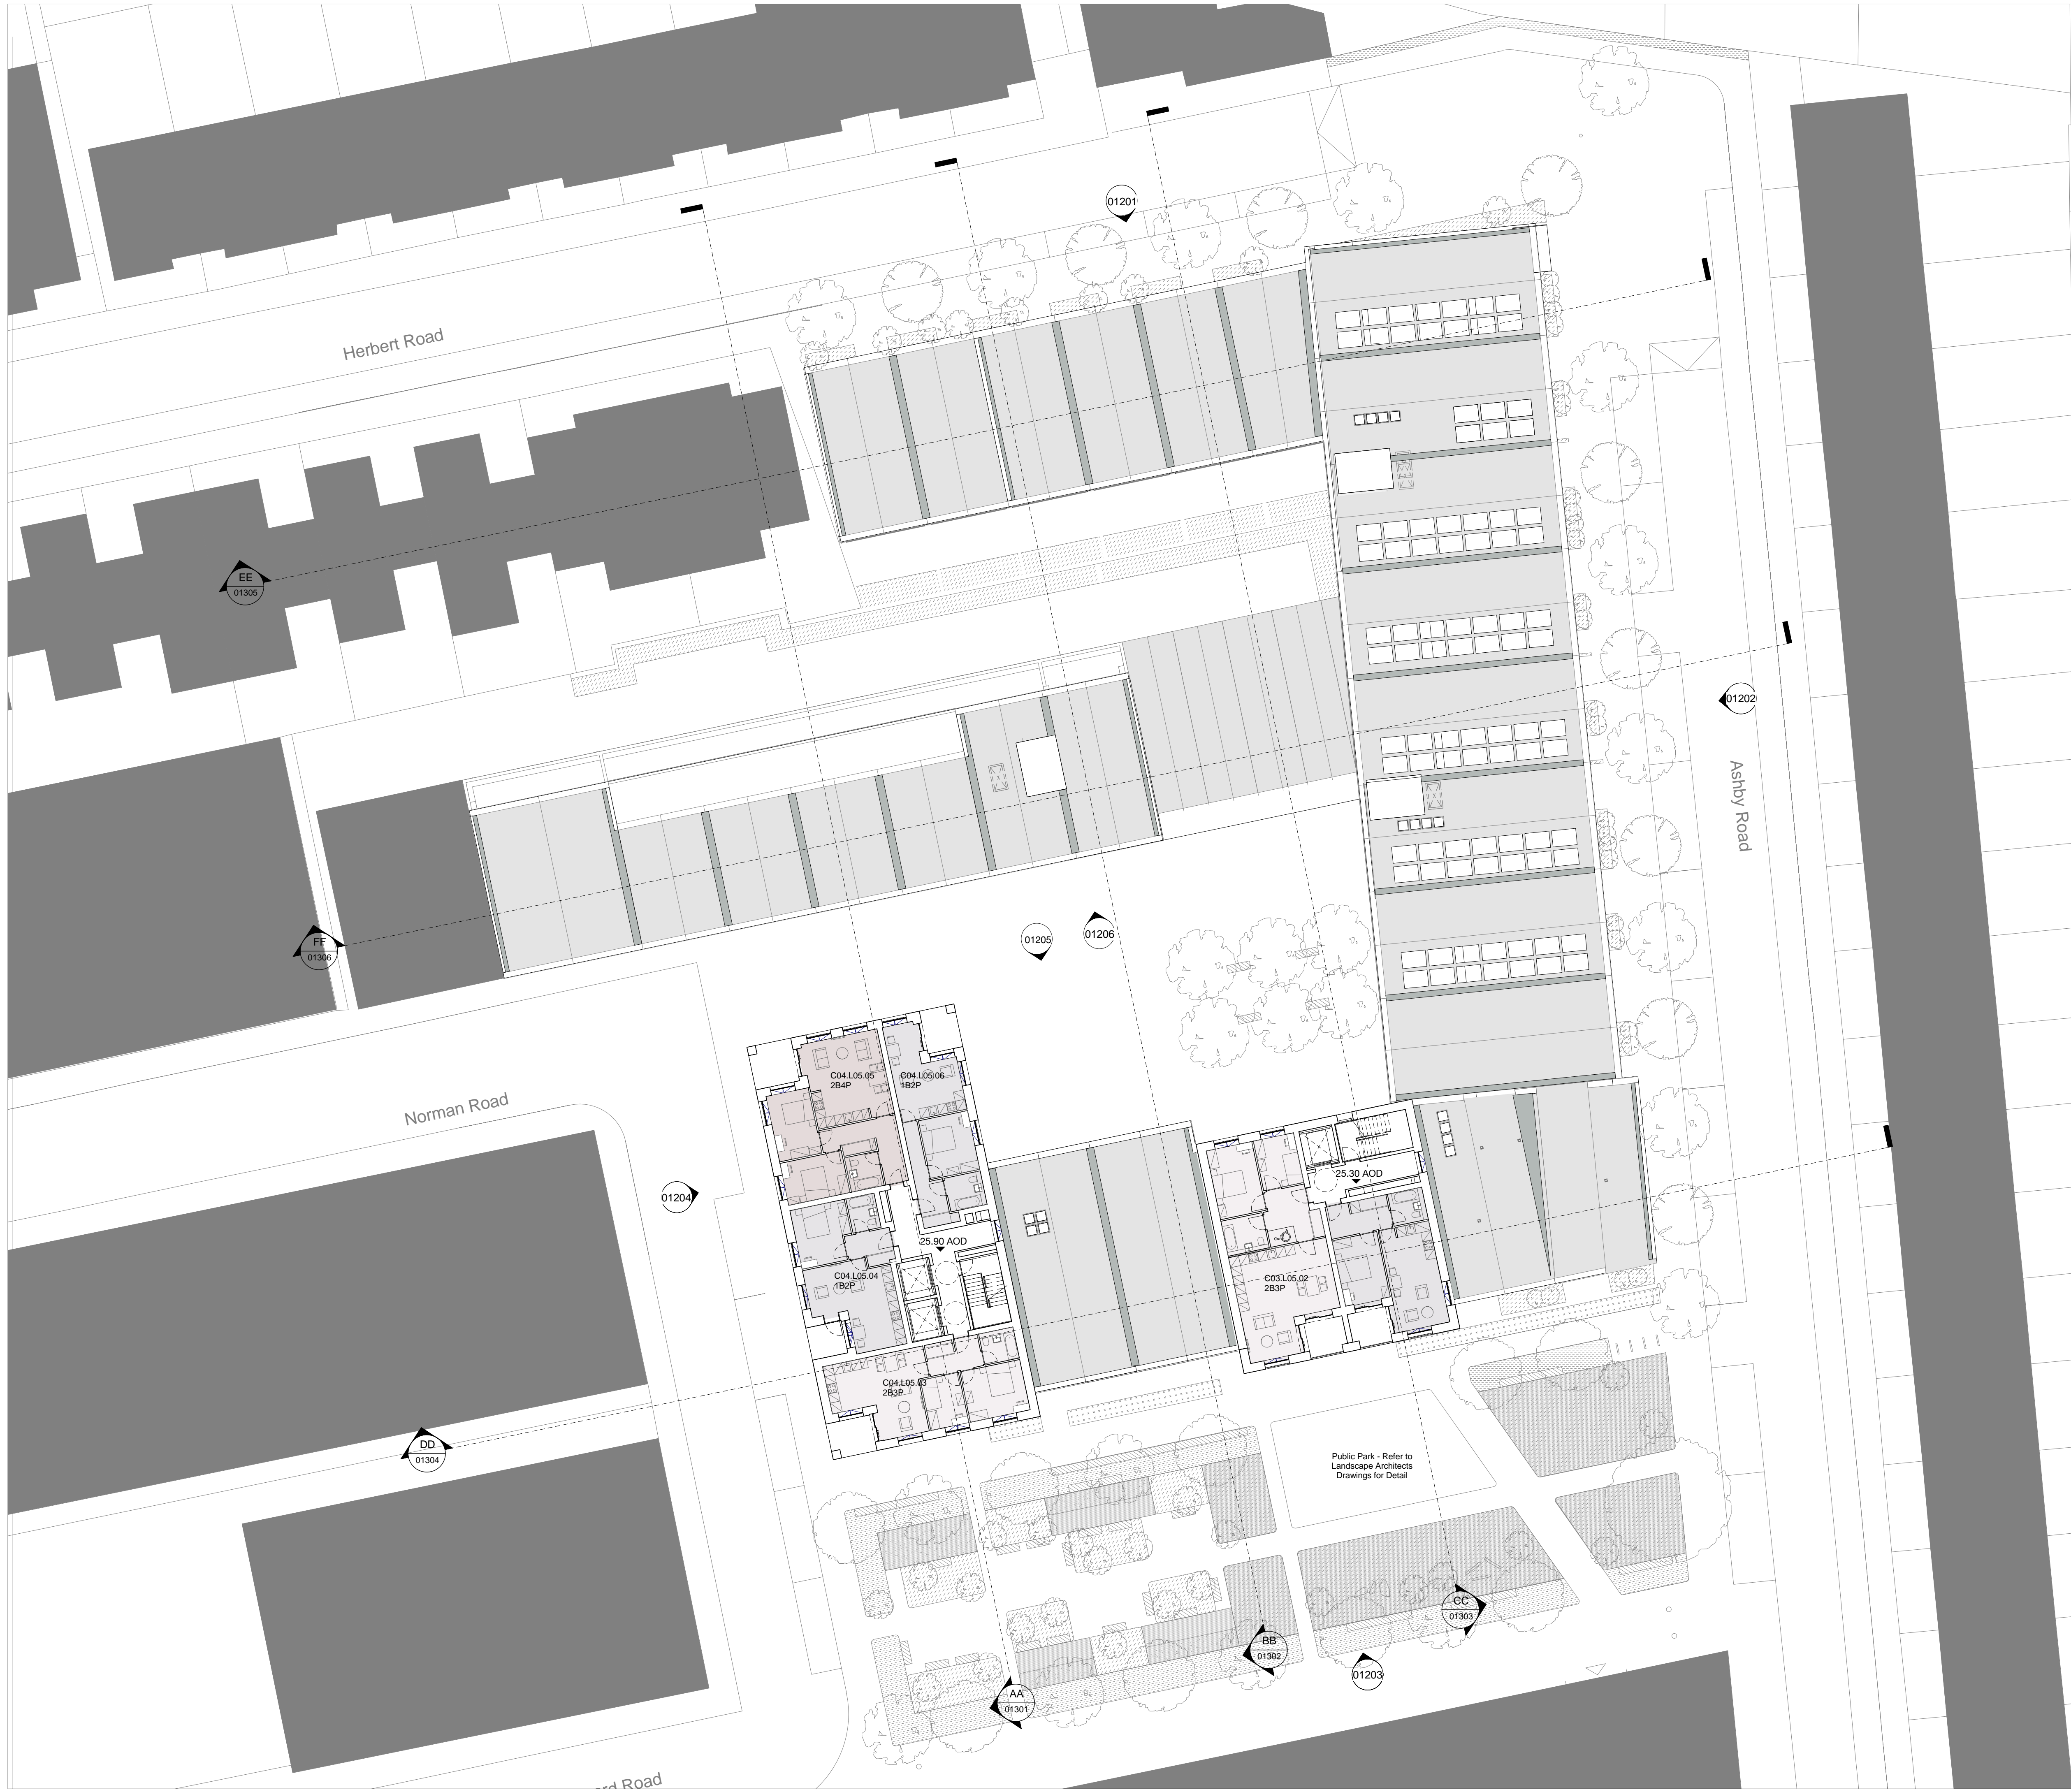 01201
Herbert Road
EE
01305
01202
Ashby Road
FF
01306
01205
01206
C04.L05.05
2B4P
C04.L05.06
1B2P
Norman Road
25.30 AOD
01204
25.90 AOD
C04.L05.04
1B2P
C03.L05.02
2B3P
C04.L05.03
2B3P
DD
01304
Public Park - Refer to
Landscape Architects
Drawings for Detail
CC
01303
BB
01302
01203
AA
01301
Road